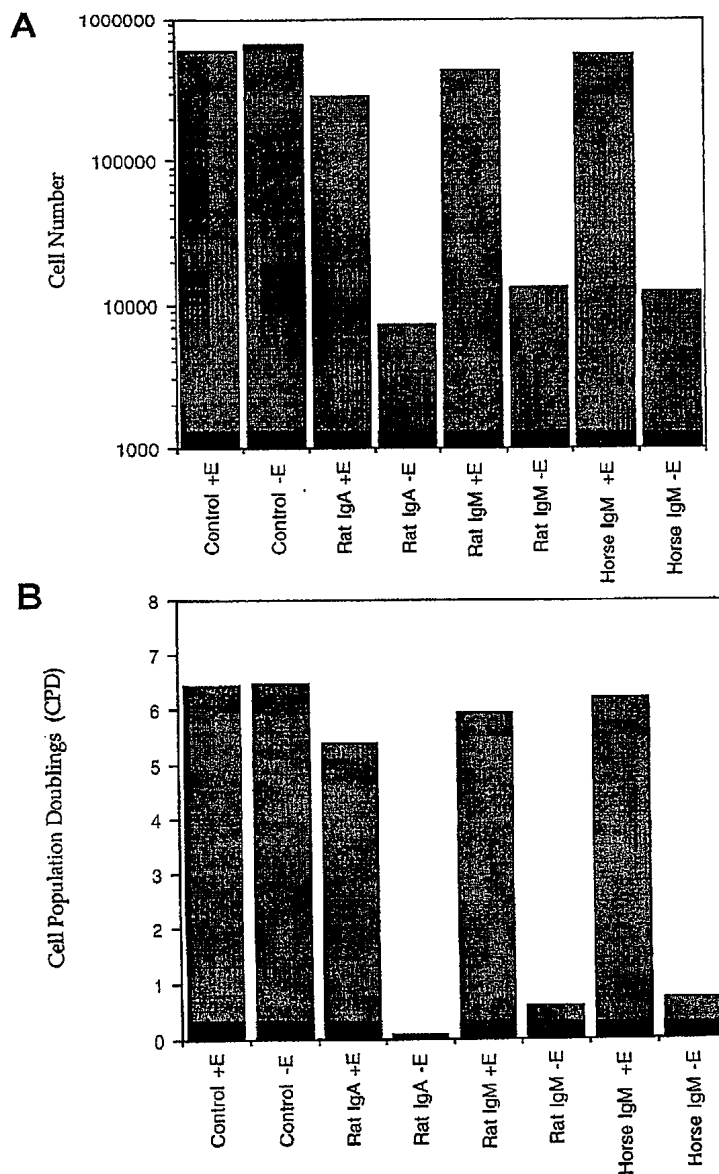 A
1000000
100000
10000
1000
Cell Number
Control +E
Control -E
Rat IgA +E
Rat IgA -E
Rat IgM +E
Rat IgM -E
Horse IgM +E
Horse IgM -E
B
8
7
6
5
4
3
2
1
0
Cell Population Doublings (CPD)
Control +E
Control -E
Rat IgA +E
Rat IgA -E
Rat IgM +E
Rat IgM -E
Horse IgM +E
Horse IgM -E